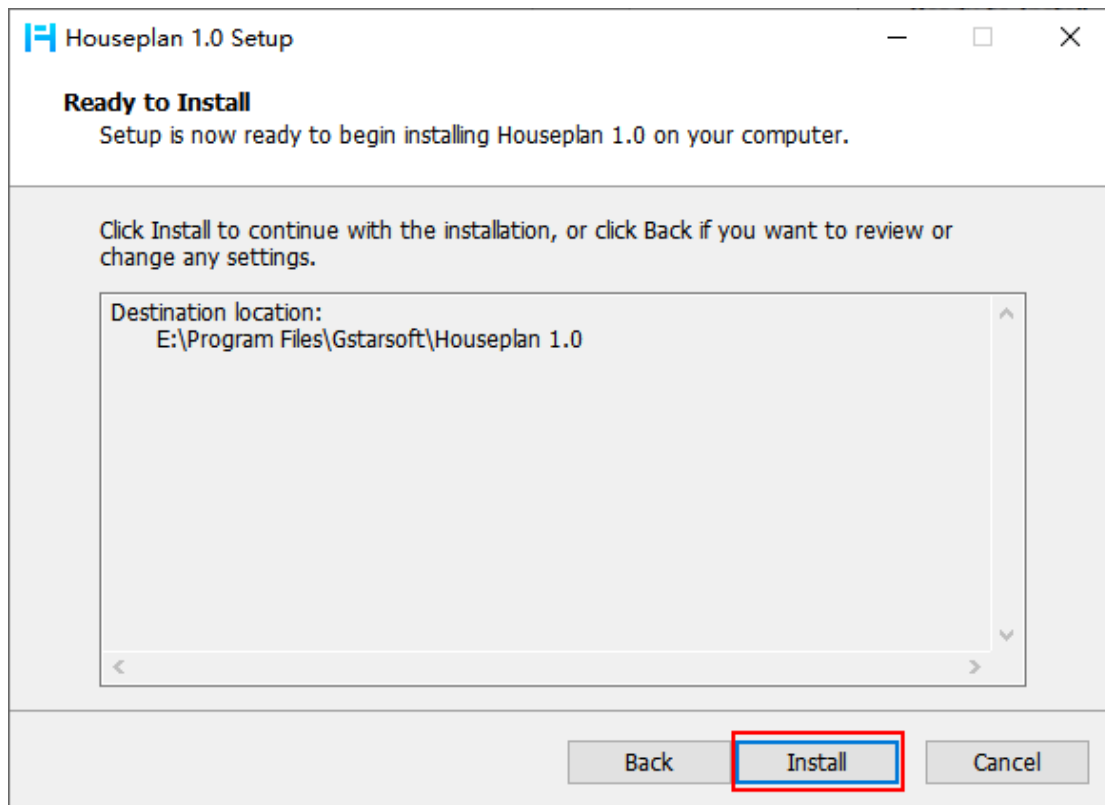 Houseplan 1.0 Setup
Ready to Install
Setup is now ready to begin installing Houseplan 1.0 on your computer.
Click Install to continue with the installation, or click Back if you want to review or
change any settings.
Destination location:
E:\Program Files\Gstarsoft\Houseplan 1.0
Back
Install
Cancel